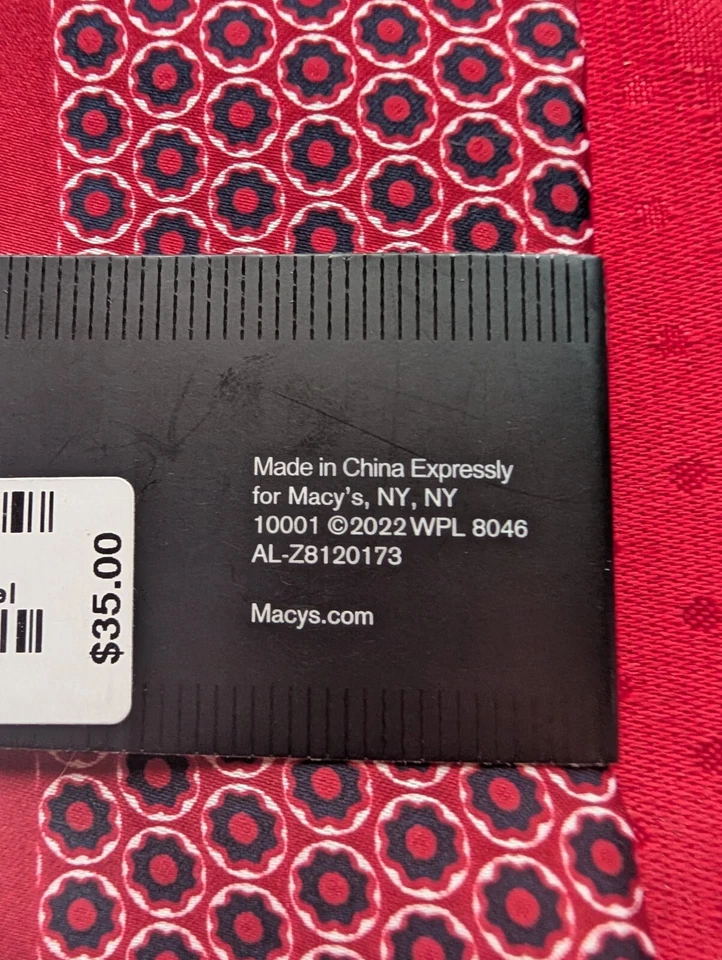 Made in China Expressly
for Macy's, NY, NY
10001 ©2022 WPL 8046
AL-Z8120173
Macys.com
$35.00